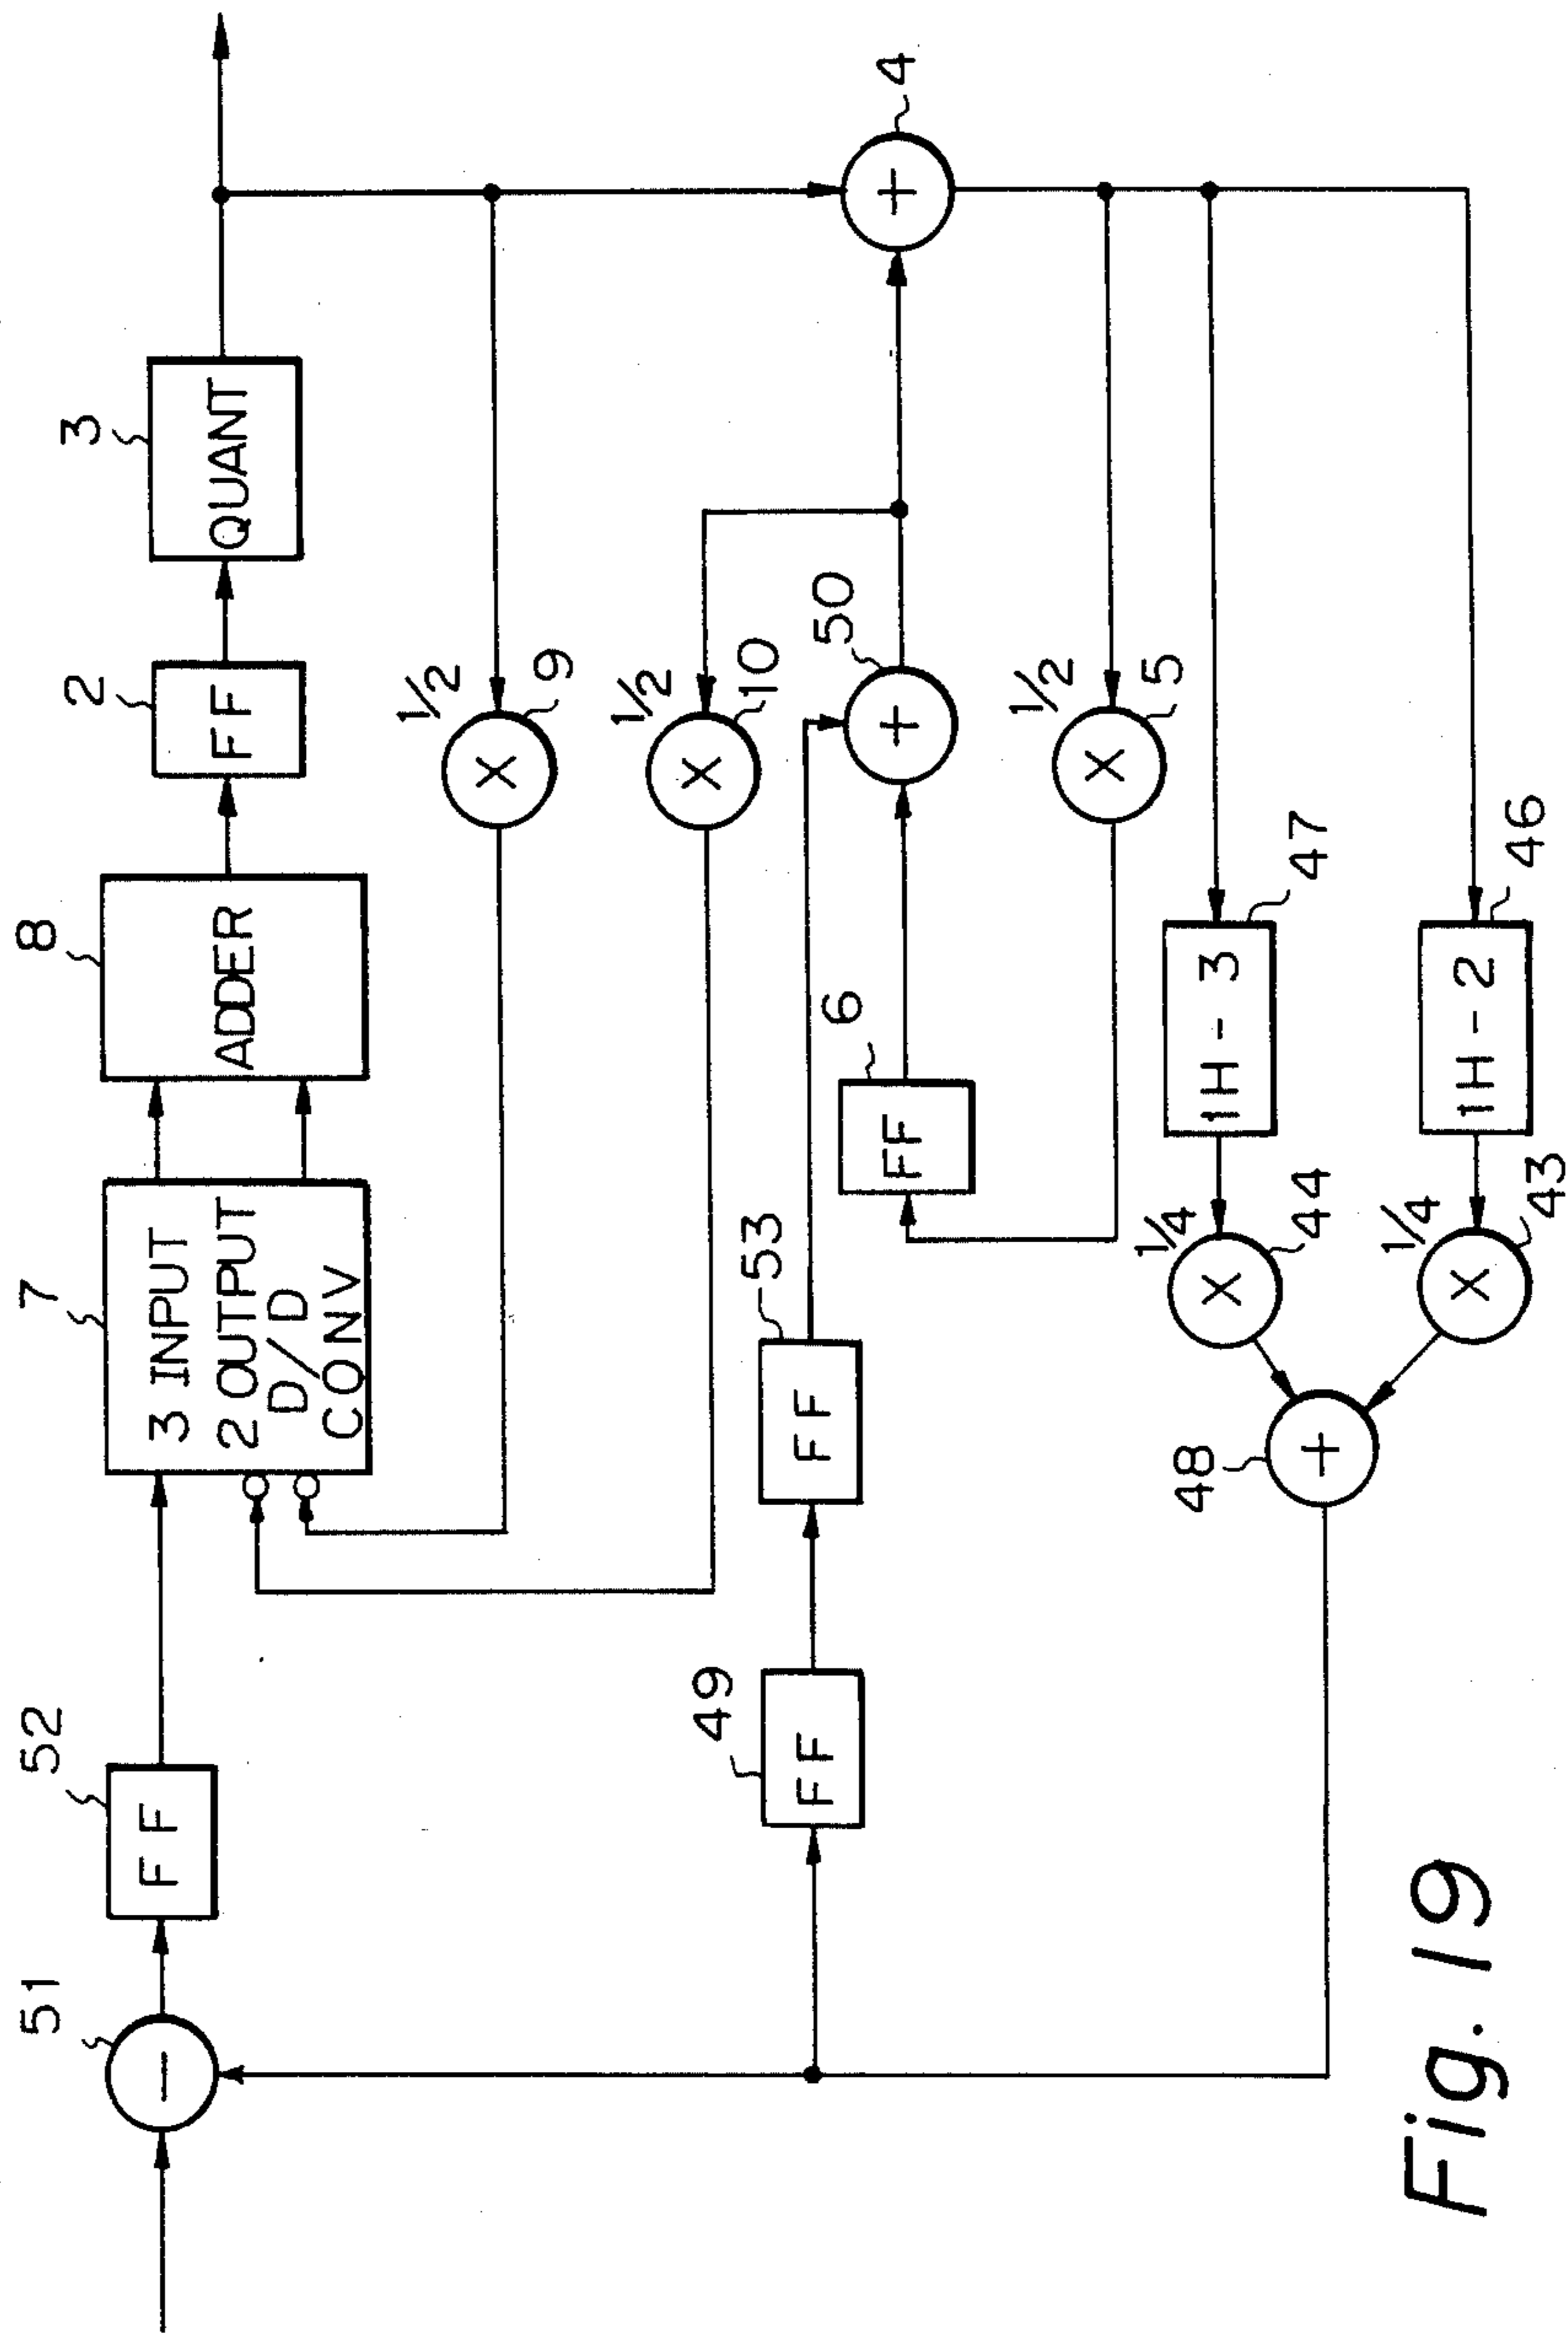 51
52
FF
7
3 INPUT
2 OUTPUT
D/D
CONV
8
ADDER
2
FF
3
QUANT
1/2
9
1/2
10
49
FF
53
FF
6
FF
50
4
1/2
5
1H-3
47
1/4
44
1H-2
46
1/4
43
48
+
+
+
−
×
×
×
×
×
Fig. 19